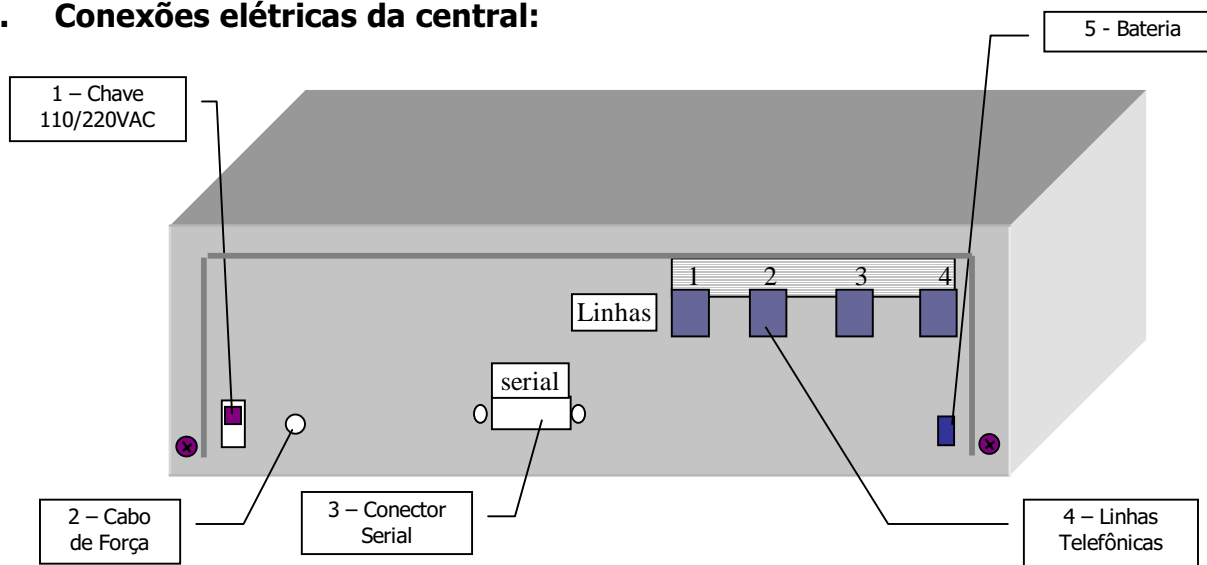 . Conexões elétricas da central:
5 - Bateria
1 – Chave
110/220VAC
1 2 3 4
Linhas
serial
2 – Cabo
de Força
3 – Conector
Serial
4 – Linhas
Telefônicas